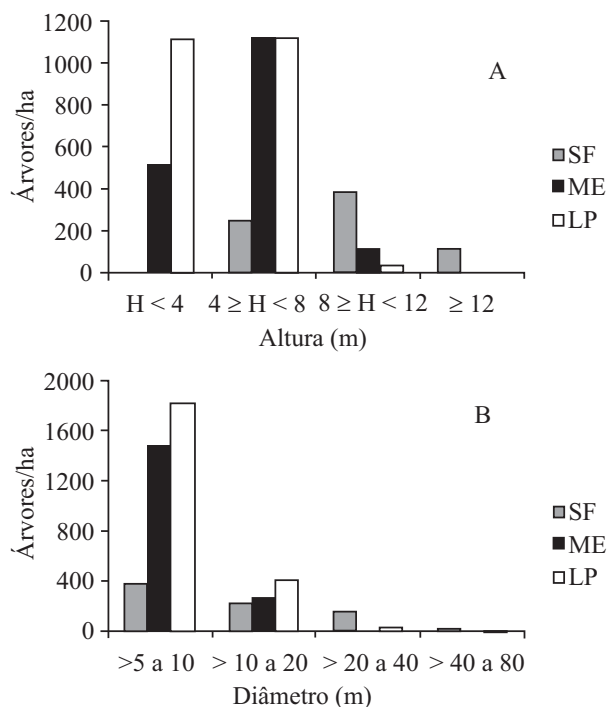 1200
1000
800
600
400
200
0
Árvores/ha
A
SF
ME
LP
H < 4
4 ≥ H < 8
8 ≥ H < 12
≥ 12
Altura (m)
2000
1600
1200
800
400
0
Árvores/ha
B
SF
ME
LP
>5 a 10
> 10 a 20
> 20 a 40
> 40 a 80
Diâmetro (m)